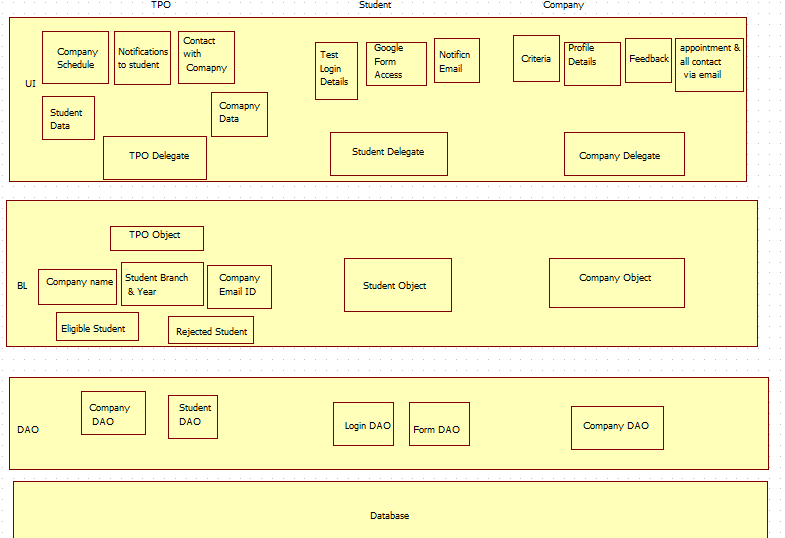 TPO
Student
Company
UI
Company
Schedule
Notifications
to student
Contact
with
Comapny
Student
Data
Comapny
Data
TPO Delegate
Test
Login
Details
Google
Form
Access
Notificn
Email
Student Delegate
Criteria
Profile
Details
Feedback
appointment &
all contact
via email
Company Delegate
BL
TPO Object
Company name
Student Branch
& Year
Company
Email ID
Eligible Student
Rejected Student
Student Object
Company Object
DAO
Company
DAO
Student
DAO
Login DAO
Form DAO
Company DAO
Database